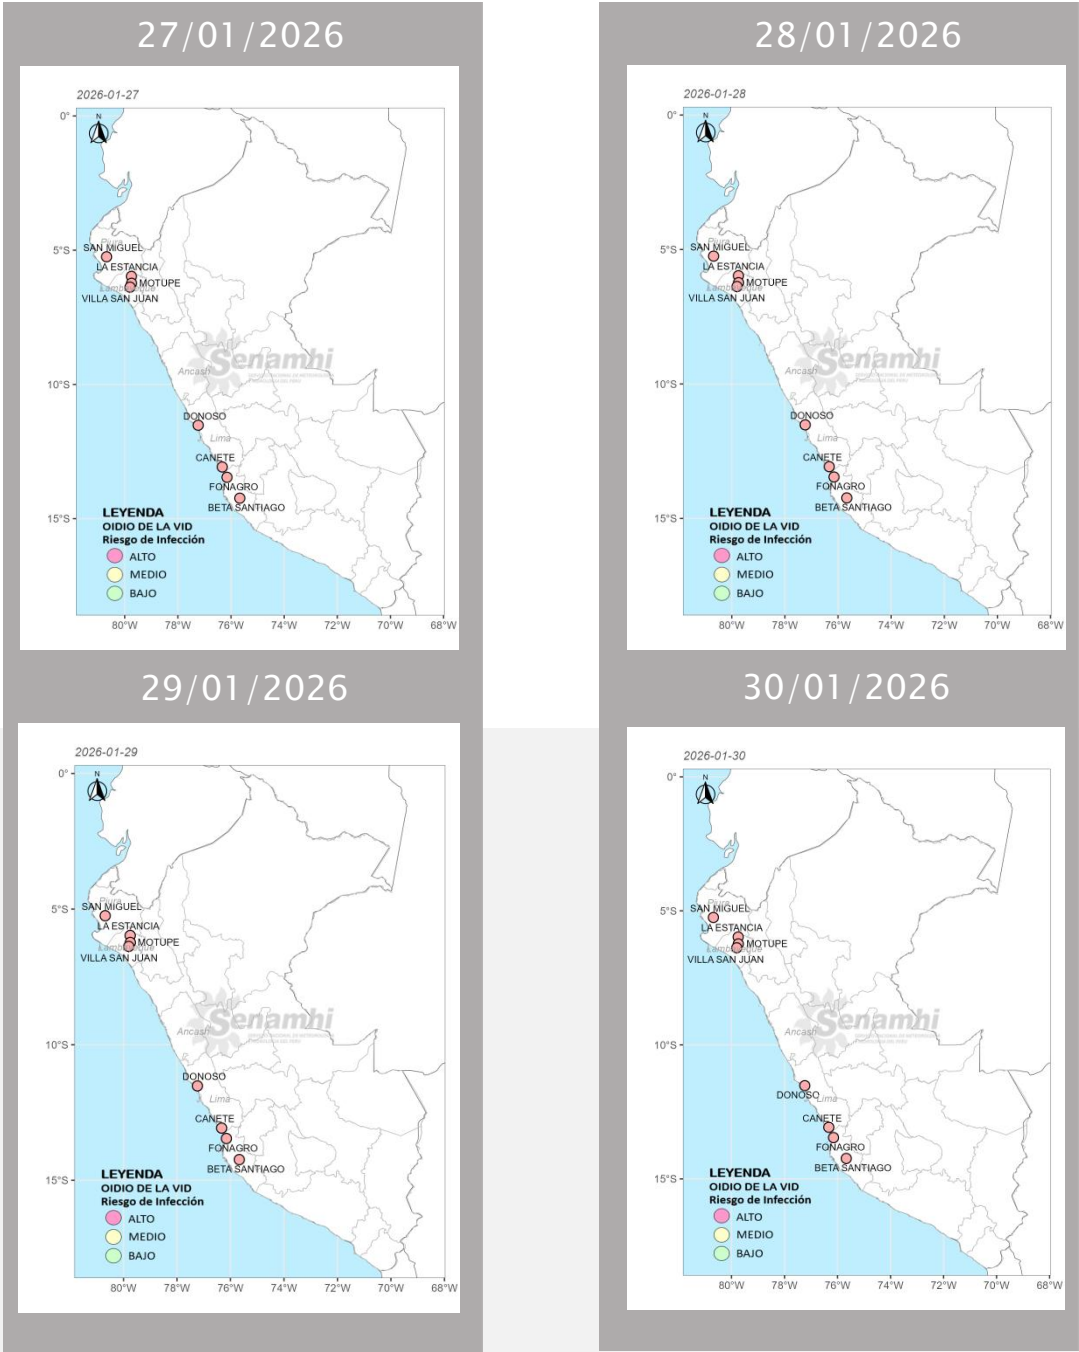 27/01/2026
2026-01-27
N
0°
5°S
10°S
15°S
Piura
SAN MIGUEL
LA ESTANCIA
MOTUPE
VILLA SAN JUAN
Senamhi
Ancash
DONOSO
Lima
CANETE
FONAGRO
BETA SANTIAGO
LEYENDA
OIDIO DE LA VID
Riesgo de Infección
ALTO
MEDIO
BAJO
80°W 78°W 76°W 74°W 72°W 70°W 68°W
28/01/2026
2026-01-28
N
0°
5°S
10°S
15°S
Piura
SAN MIGUEL
LA ESTANCIA
MOTUPE
VILLA SAN JUAN
Senamhi
Ancash
DONOSO
Lima
CANETE
FONAGRO
BETA SANTIAGO
LEYENDA
OIDIO DE LA VID
Riesgo de Infección
ALTO
MEDIO
BAJO
80°W 78°W 76°W 74°W 72°W 70°W 68°W
29/01/2026
2026-01-29
N
0°
5°S
10°S
15°S
Piura
SAN MIGUEL
LA ESTANCIA
MOTUPE
VILLA SAN JUAN
Senamhi
Ancash
DONOSO
Lima
CANETE
FONAGRO
BETA SANTIAGO
LEYENDA
OIDIO DE LA VID
Riesgo de Infección
ALTO
MEDIO
BAJO
80°W 78°W 76°W 74°W 72°W 70°W 68°W
30/01/2026
2026-01-30
N
0°
5°S
10°S
15°S
Piura
SAN MIGUEL
LA ESTANCIA
MOTUPE
VILLA SAN JUAN
Senamhi
Ancash
DONOSO
Lima
CANETE
FONAGRO
BETA SANTIAGO
LEYENDA
OIDIO DE LA VID
Riesgo de Infección
ALTO
MEDIO
BAJO
80°W 78°W 76°W 74°W 72°W 70°W 68°W